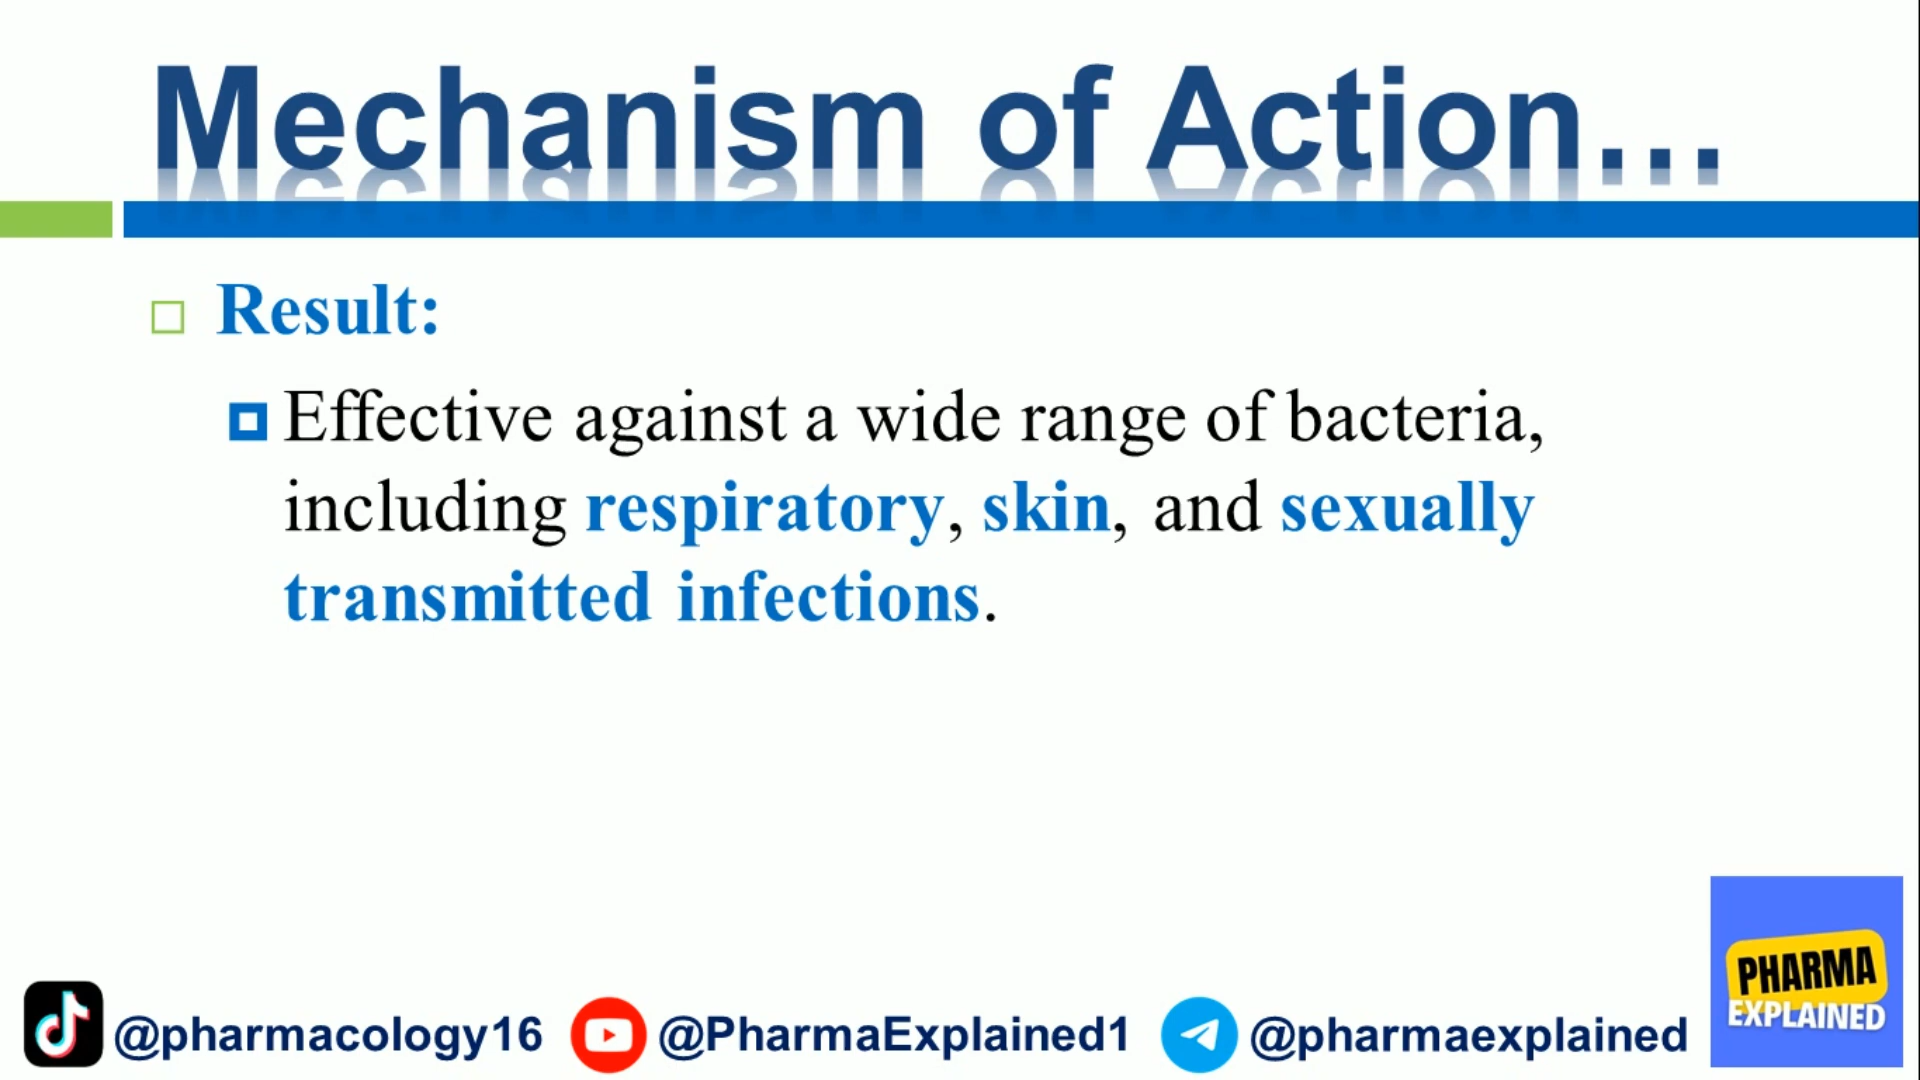 Mechanism of Action...
Result:
Effective against a wide range of bacteria,
including respiratory, skin, and sexually
transmitted infections.
@pharmacology16 @PharmaExplained1 @pharmaexplained
PHARMA
EXPLAINED